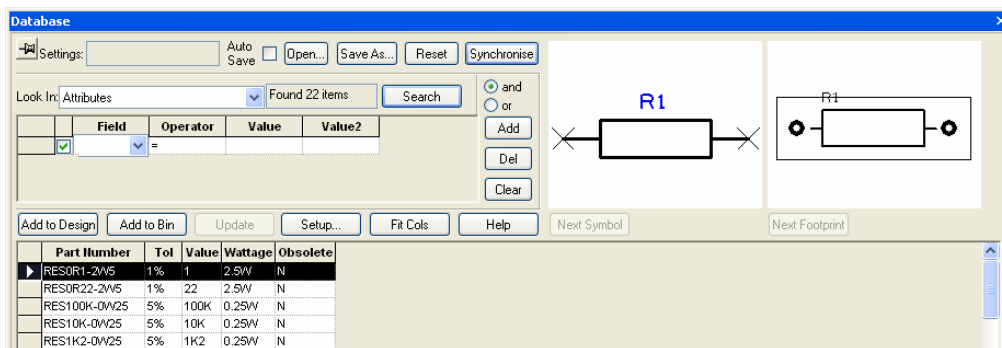 Database
Settings: Auto Save Open... Save As... Reset Synchronise
Look In: Attributes Found 22 items Search and
or
Field Operator Value Value2 Add
=
Del
Clear
R1
R1
Add to Design Add to Bin Update Setup... Fit Cols Help Next Symbol Next Footprint
Part Number Tol Value Wattage Obsolete
RES0R1-2W5 1% 1 2.5W N
RES0R22-2W5 1% 22 2.5W N
RES100K-0W25 5% 100K 0.25W N
RES10K-0W25 5% 10K 0.25W N
RES1K2-0W25 5% 1K2 0.25W N